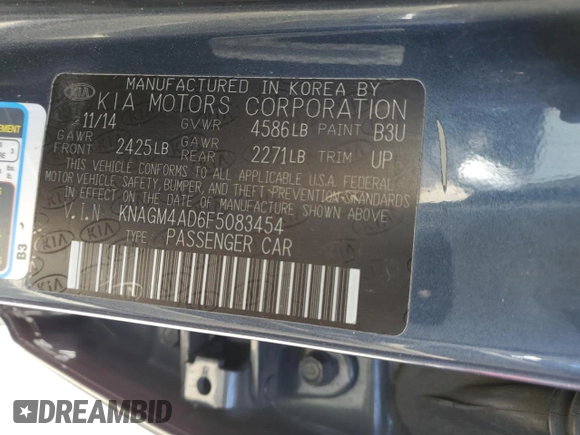 MANUFACTURED IN KOREA BY
KIA KIA MOTORS CORPORATION
11/14 GVWR 4586LB PAINT B3U
GAWR FRONT 2425LB GAWR REAR 2271LB TRIM UP
THIS VEHICLE CONFORMS TO ALL APPLICABLE U.S.A. FEDERAL
MOTOR VEHICLE SAFETY, BUMPER, AND THEFT PREVENTION STANDARDS
IN EFFECT ON THE DATE OF MANUFACTURE SHOWN ABOVE.
V.I.N KNAGM4AD6F5083454
TYPE : PASSENGER CAR
B3
DREAMBID